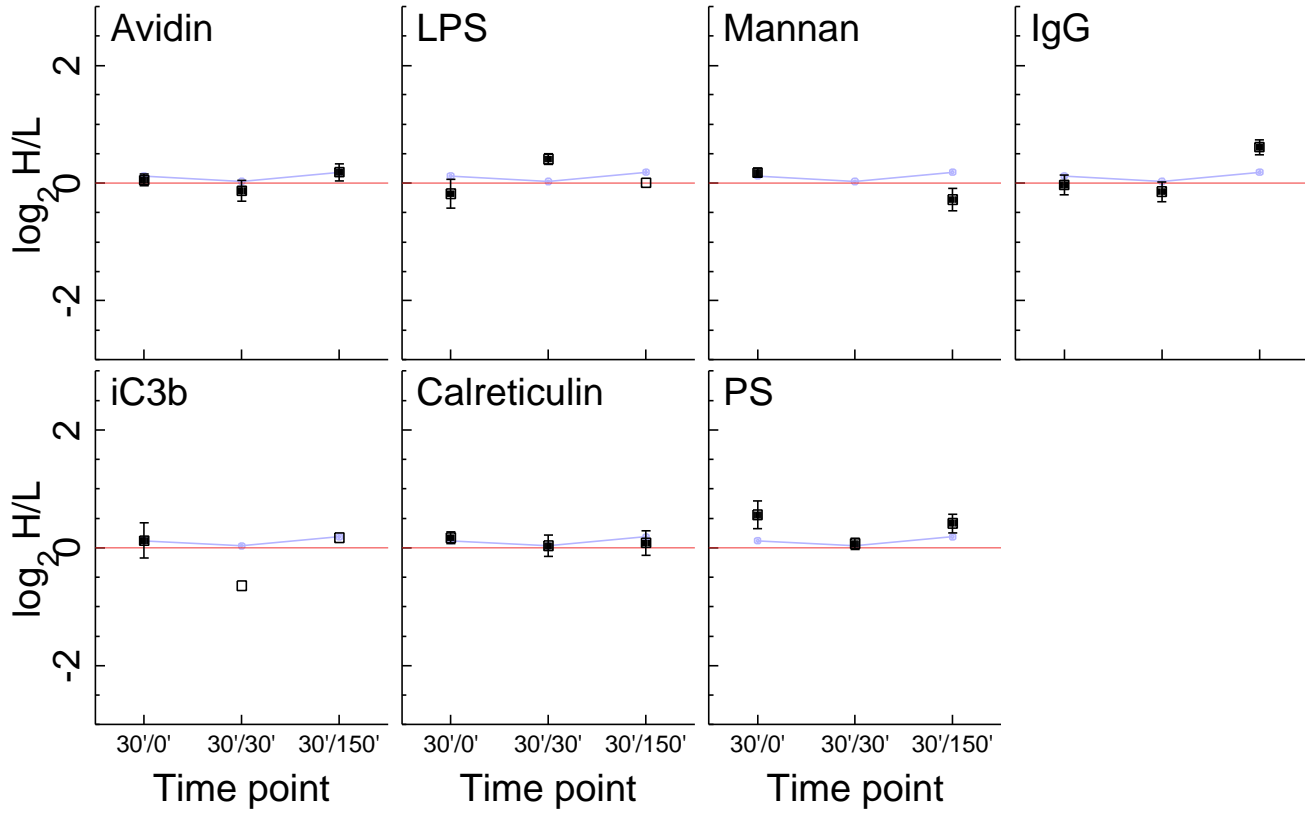 Avidin LPS Mannan IgG
2
0
-2
log2 H/L
iC3b Calreticulin PS
2
0
-2
log2 H/L
30'/0' 30'/30' 30'/150' 30'/0' 30'/30' 30'/150' 30'/0' 30'/30' 30'/150'
Time point Time point Time point